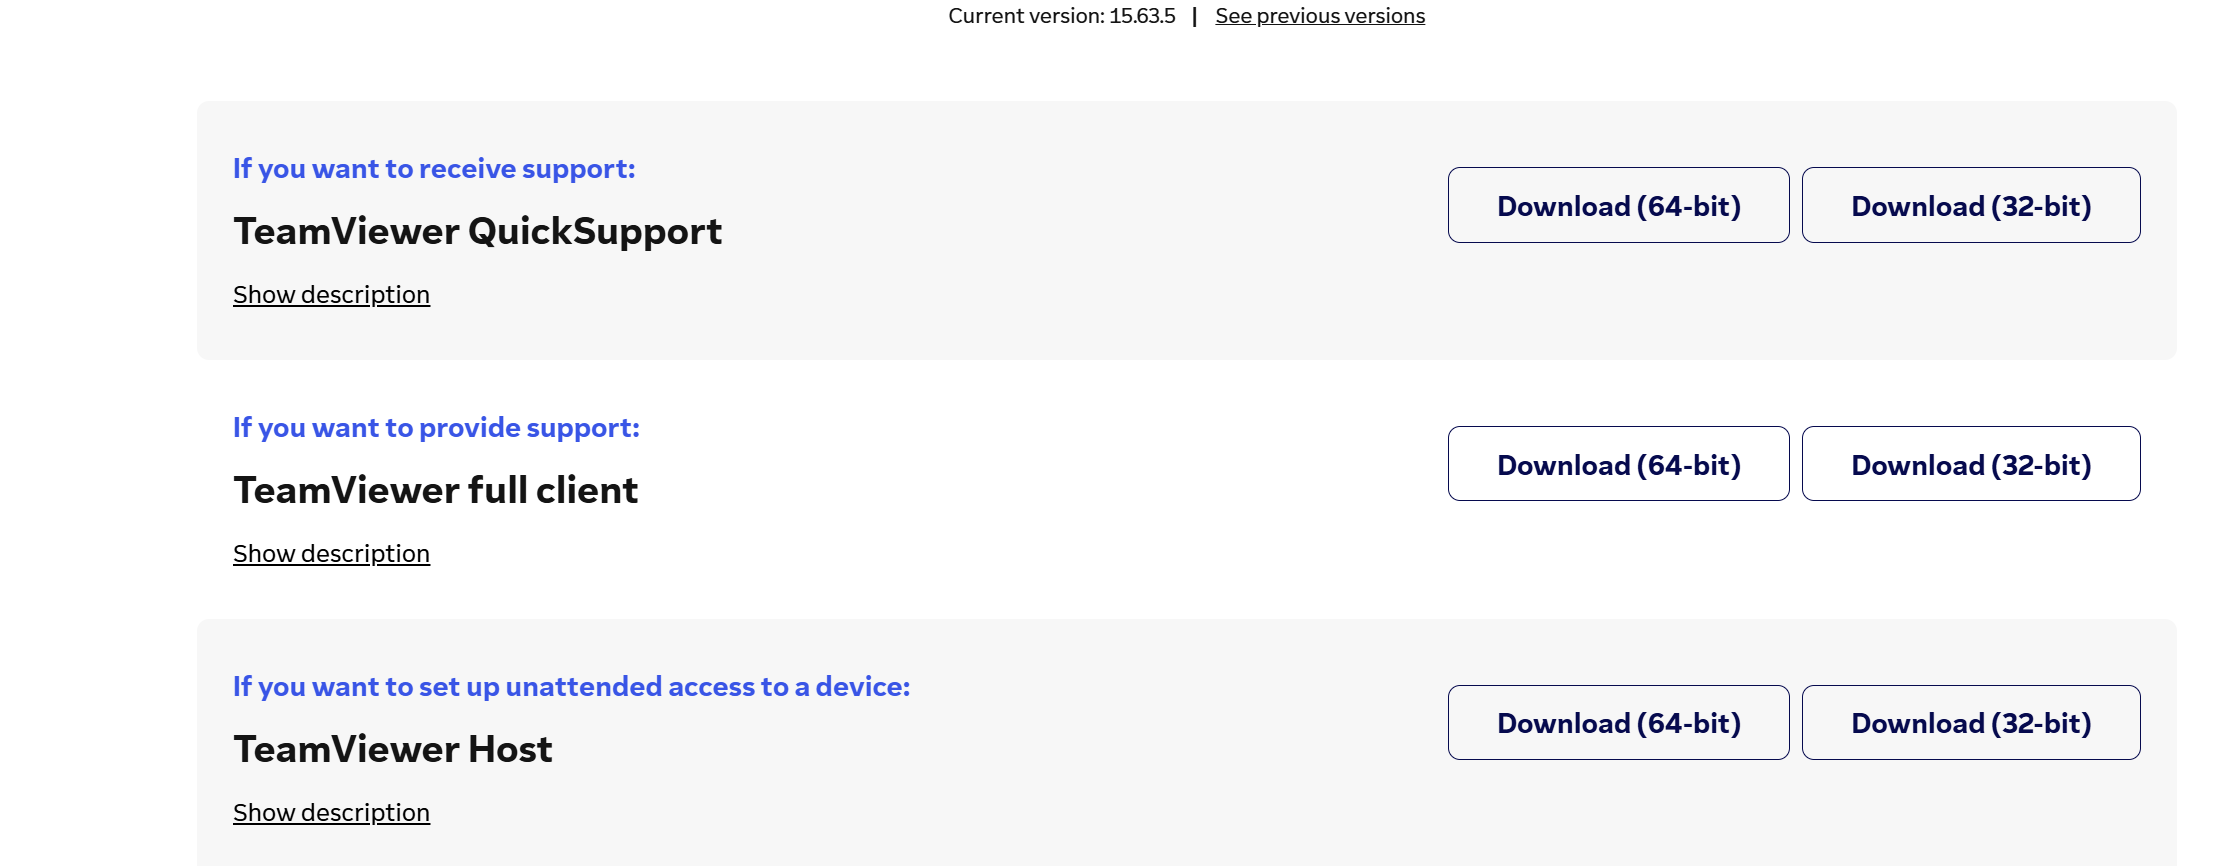 Current version: 15.63.5 | See previous versions
If you want to receive support:
TeamViewer QuickSupport
Show description
Download (64-bit) Download (32-bit)
If you want to provide support:
TeamViewer full client
Show description
Download (64-bit) Download (32-bit)
If you want to set up unattended access to a device:
TeamViewer Host
Show description
Download (64-bit) Download (32-bit)